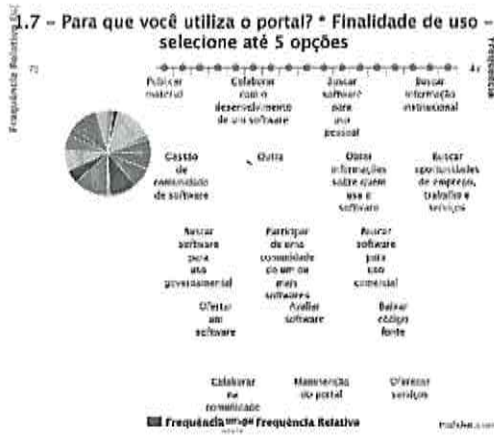 1.7 - Para que você utiliza o portal? * Finalidade de uso -
selecione até 5 opções
Frequência Relativa
Publicar
material
Colaborar
com o
desenvolvimento
de um software
Buscar
software
para
uso
pessoal
Buscar
informação
institucional
Gestão
de
comunidade
de software
Outra
Obter
informações
sobre quem
usa o
software
Buscar
oportunidades
de emprego,
trabalho e
serviços
Buscar
software
para
uso
governamental
Participar
de uma
comunidade
de um ou
mais
softwares
Buscar
software
para
uso
comercial
Ofertar
um
software
Avaliar
software
Baixar
código
fonte
Colaborar
na
comunidade
Manutenção
do portal
Oferecer
serviços
Frequência
Frequência Relativa